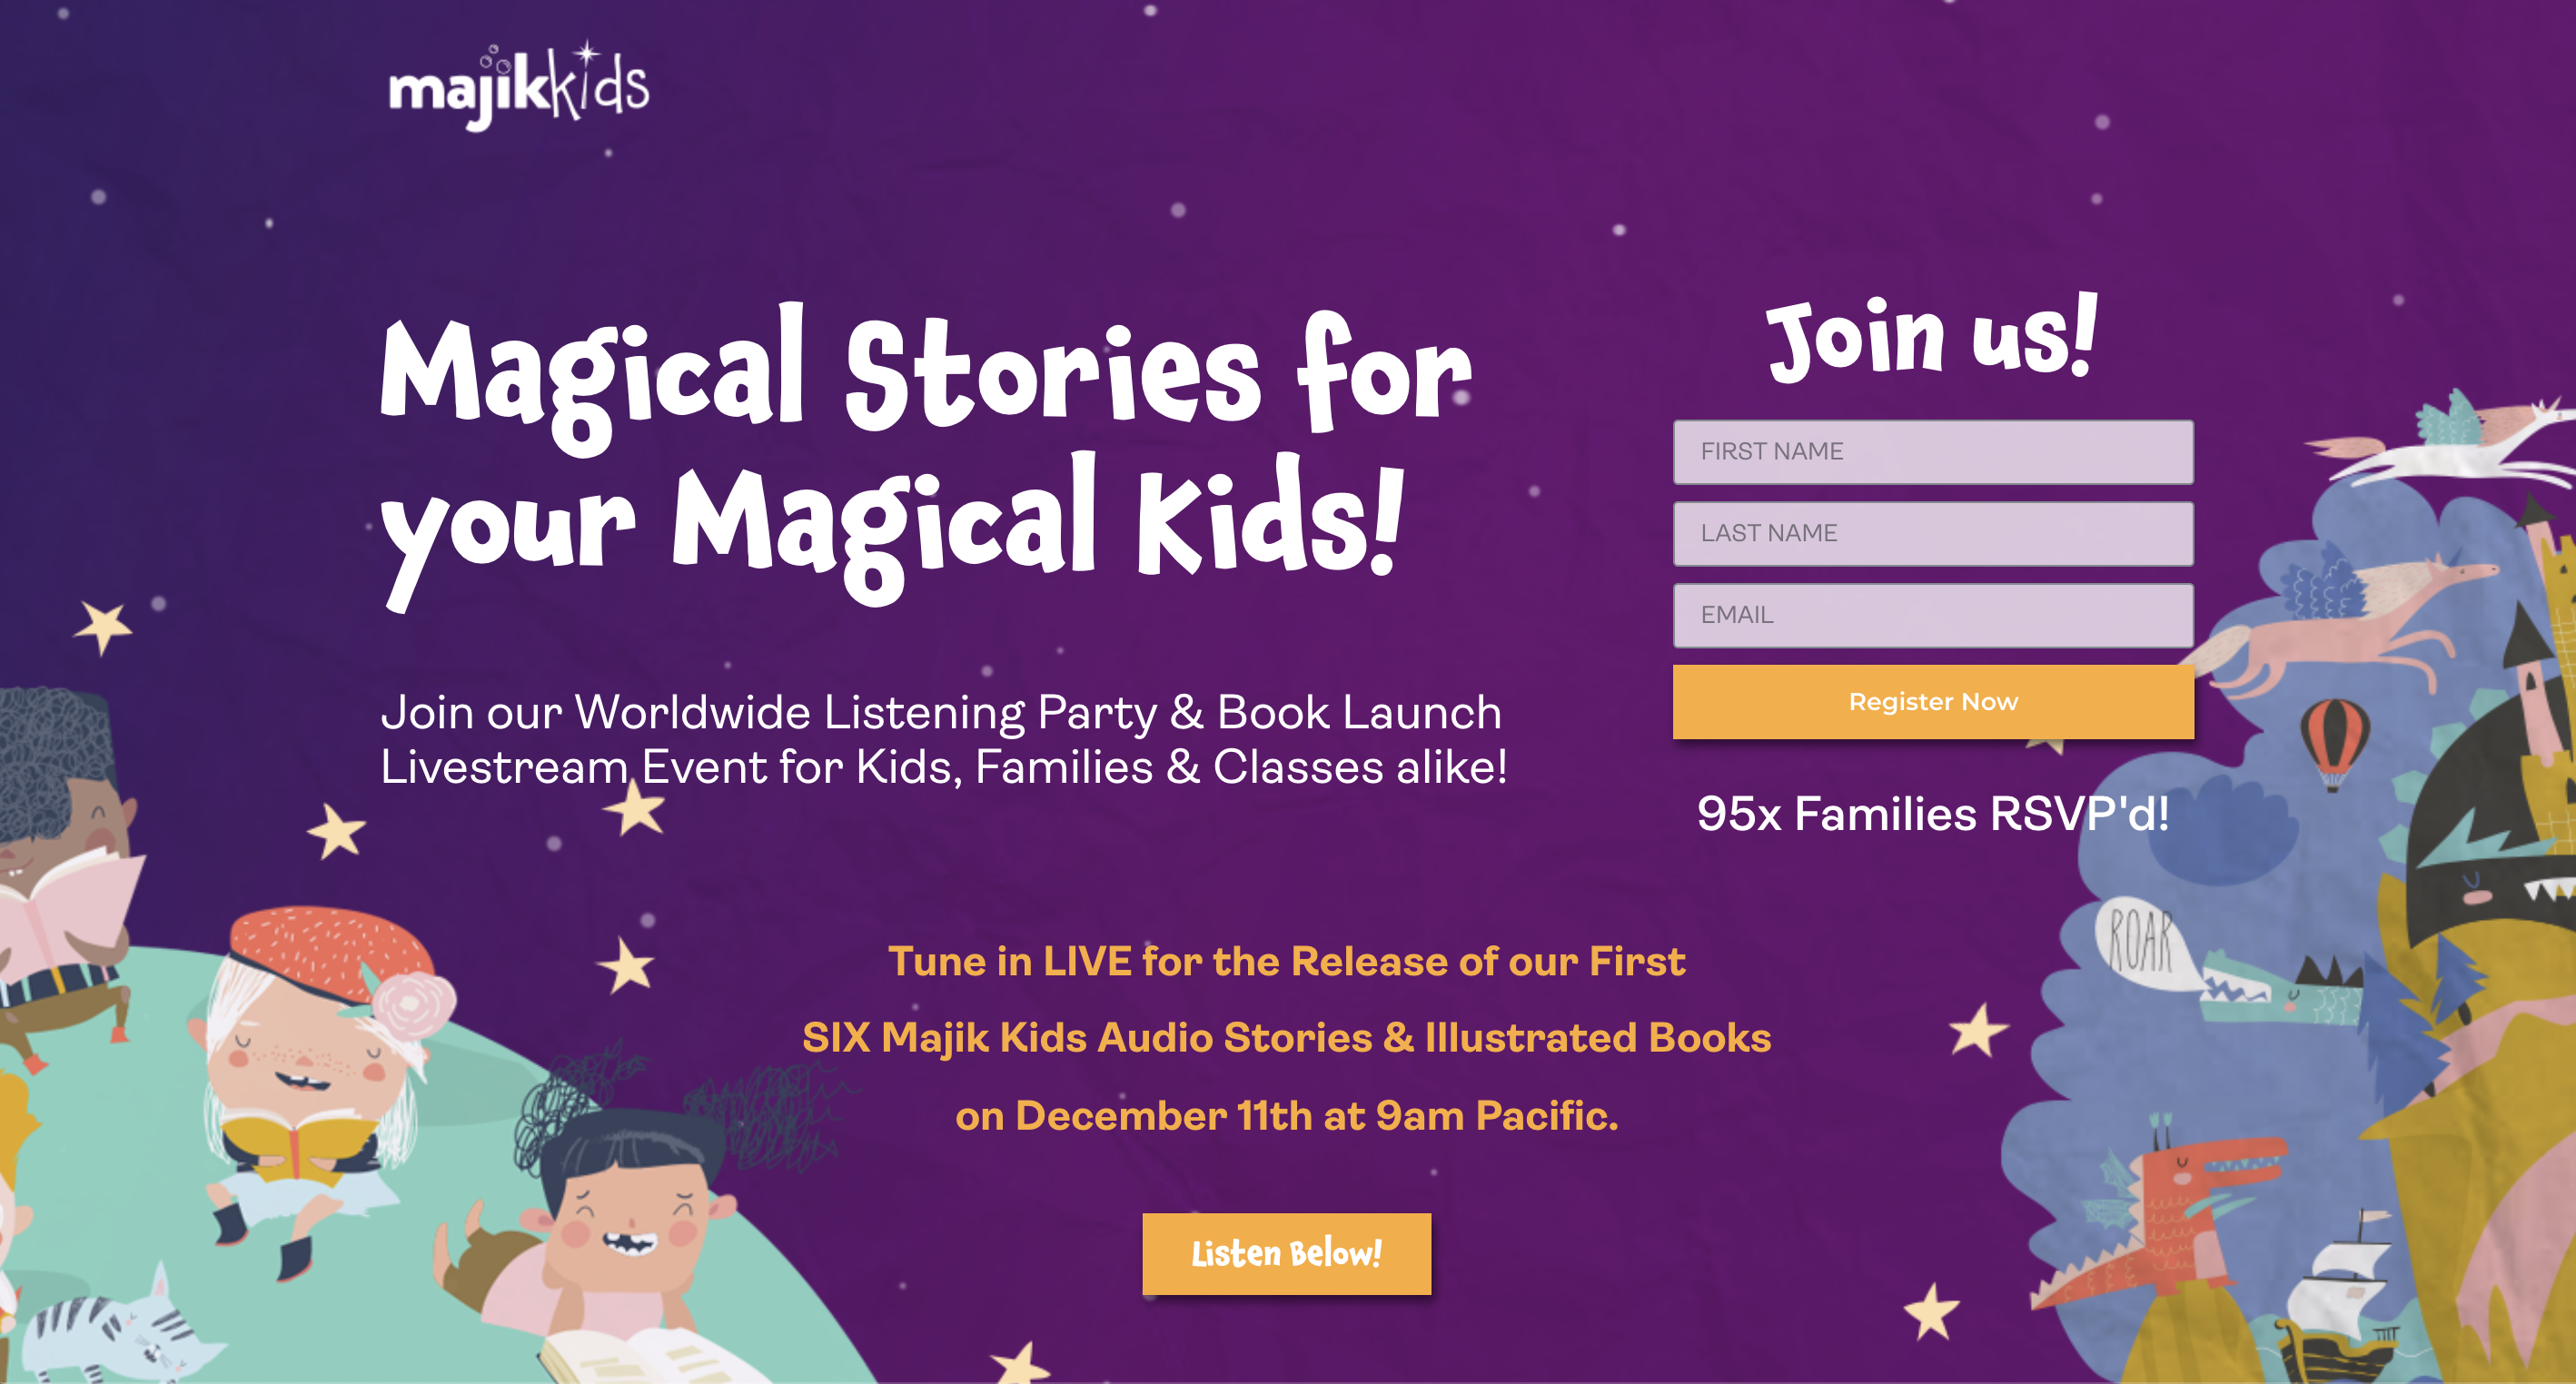 majikkids
Magical Stories for
your Magical Kids!
Join our Worldwide Listening Party & Book Launch
Livestream Event for Kids, Families & Classes alike!
Join us!
FIRST NAME
LAST NAME
EMAIL
Register Now
95x Families RSVP'd!
ROAR
Tune in LIVE for the Release of our First
SIX Majik Kids Audio Stories & Illustrated Books
on December 11th at 9am Pacific.
Listen Below!